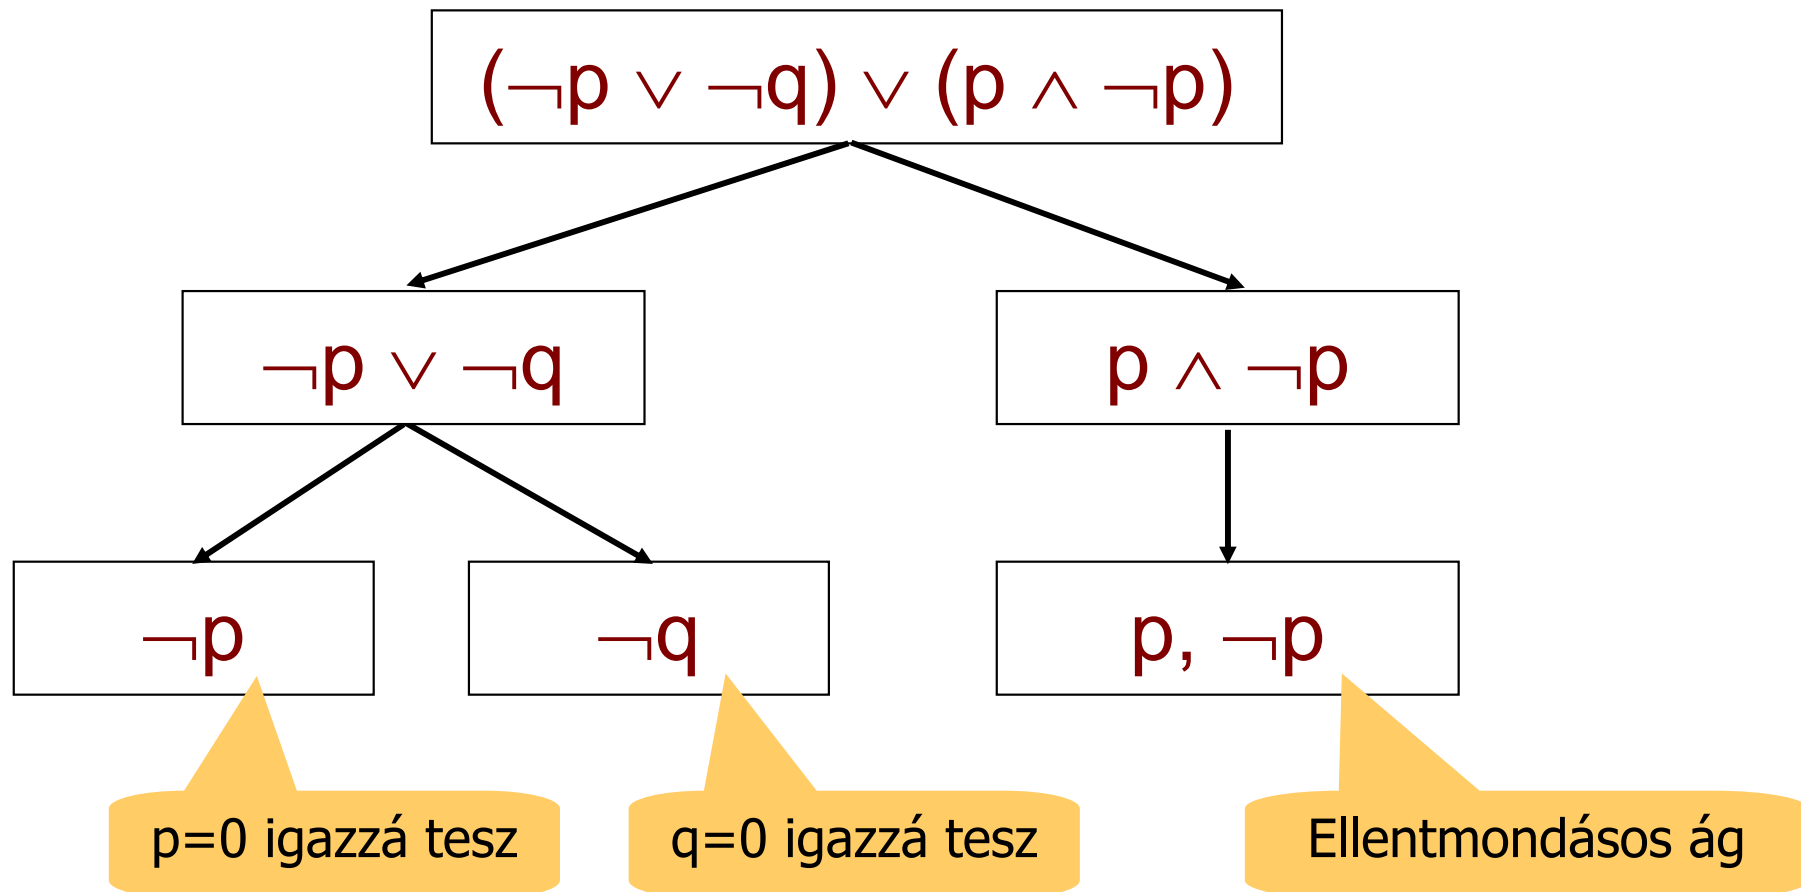 (¬p ∨ ¬q) ∨ (p ∧ ¬p)
¬p ∨ ¬q
p ∧ ¬p
¬p
¬q
p, ¬p
p=0 igazzá tesz
q=0 igazzá tesz
Ellentmondásos ág